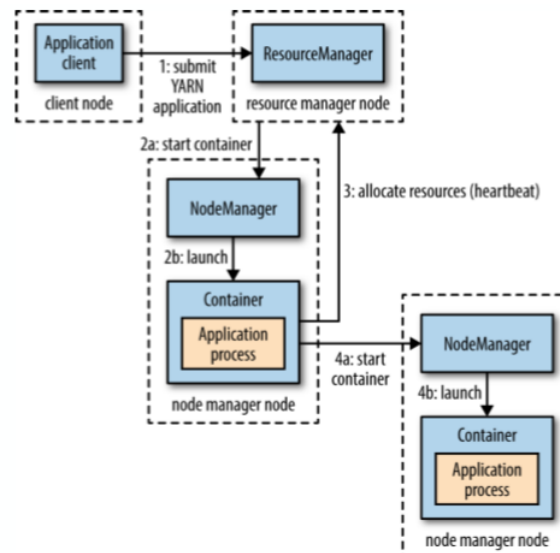 Application
client
client node
1: submit
YARN
application
ResourceManager
resource manager node
2a: start container
3: allocate resources (heartbeat)
NodeManager
2b: launch
Container
Application
process
node manager node
4a: start
container
NodeManager
4b: launch
Container
Application
process
node manager node